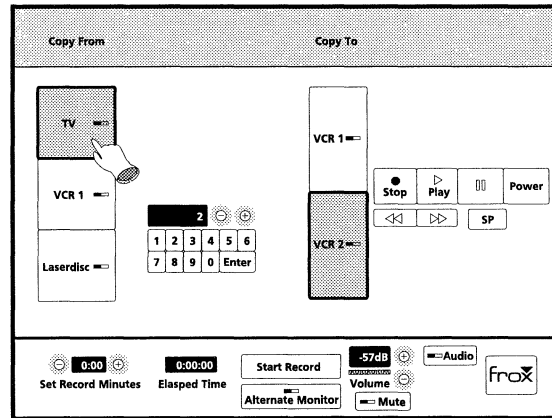 Copy From
Copy To
TV
VCR 1
Laserdisc
2
1 2 3 4 5 6
7 8 9 0 Enter
VCR 1
VCR 2
Stop Play Power
SP
0:00
Set Record Minutes
0:00:00
Elasped Time
Start Record
Alternate Monitor
-57dB
Volume
Audio
Mute
frox